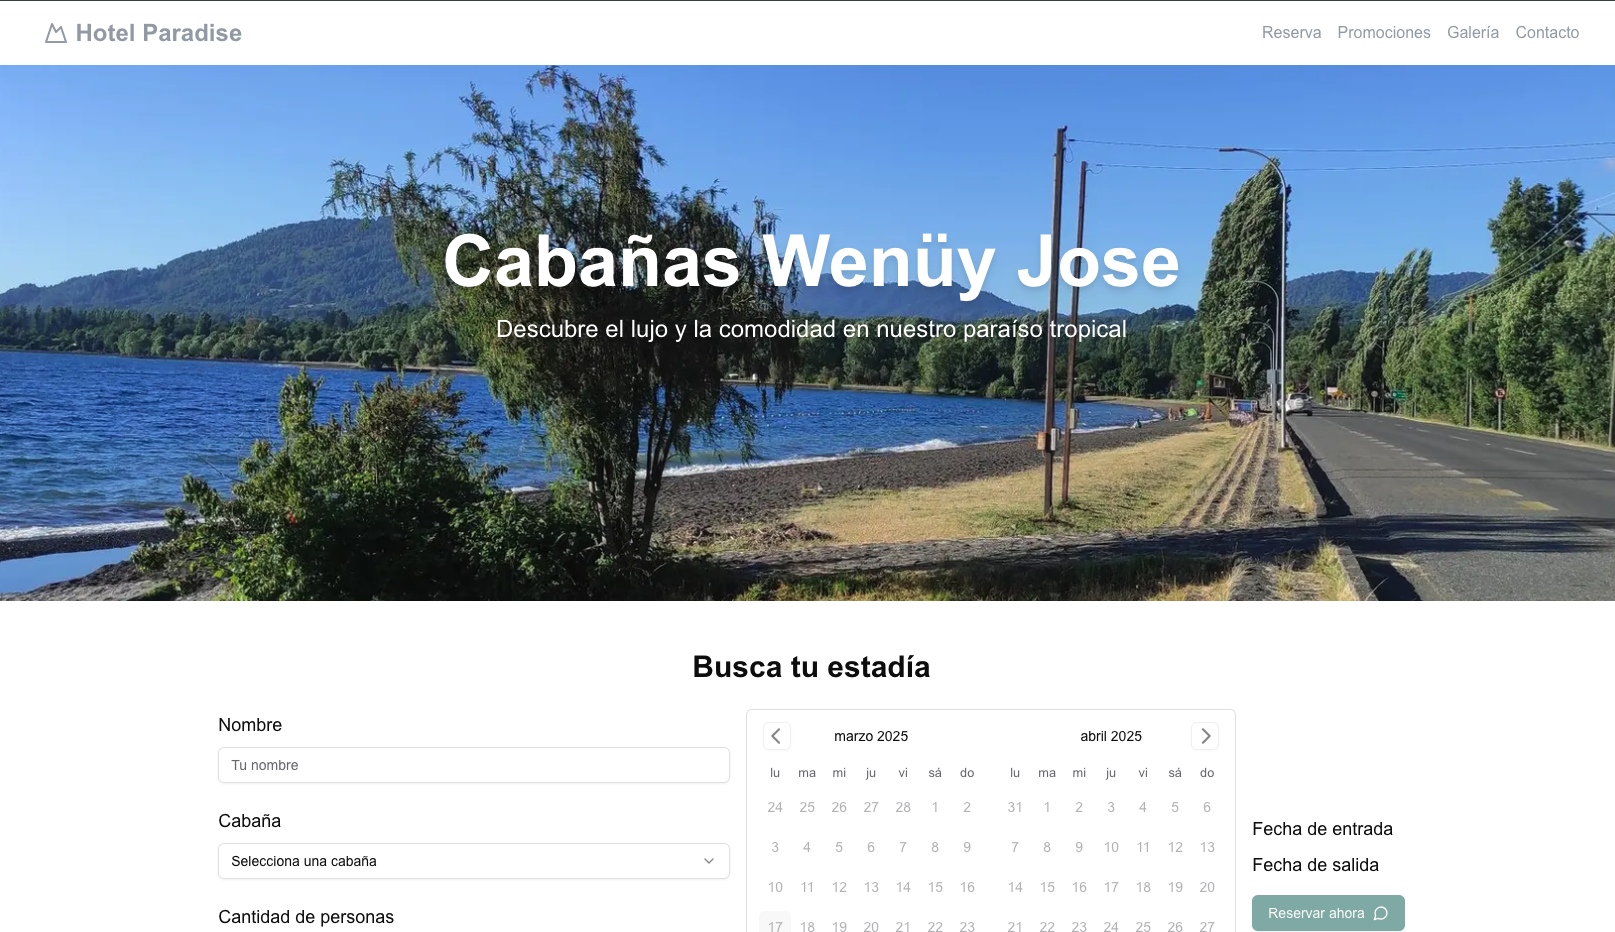 Hotel Paradise
Reserva Promociones Galería Contacto
Cabañas Wenüy Jose
Descubre el lujo y la comodidad en nuestro paraíso tropical
Busca tu estadía
Nombre
Tu nombre
Cabaña
Selecciona una cabaña
Cantidad de personas
marzo 2025
lu ma mi ju vi sá do
24 25 26 27 28 1 2
3 4 5 6 7 8 9
10 11 12 13 14 15 16
17 18 19 20 21 22 23
abril 2025
lu ma mi ju vi sá do
31 1 2 3 4 5 6
7 8 9 10 11 12 13
14 15 16 17 18 19 20
21 22 23 24 25 26 27
Fecha de entrada
Fecha de salida
Reservar ahora